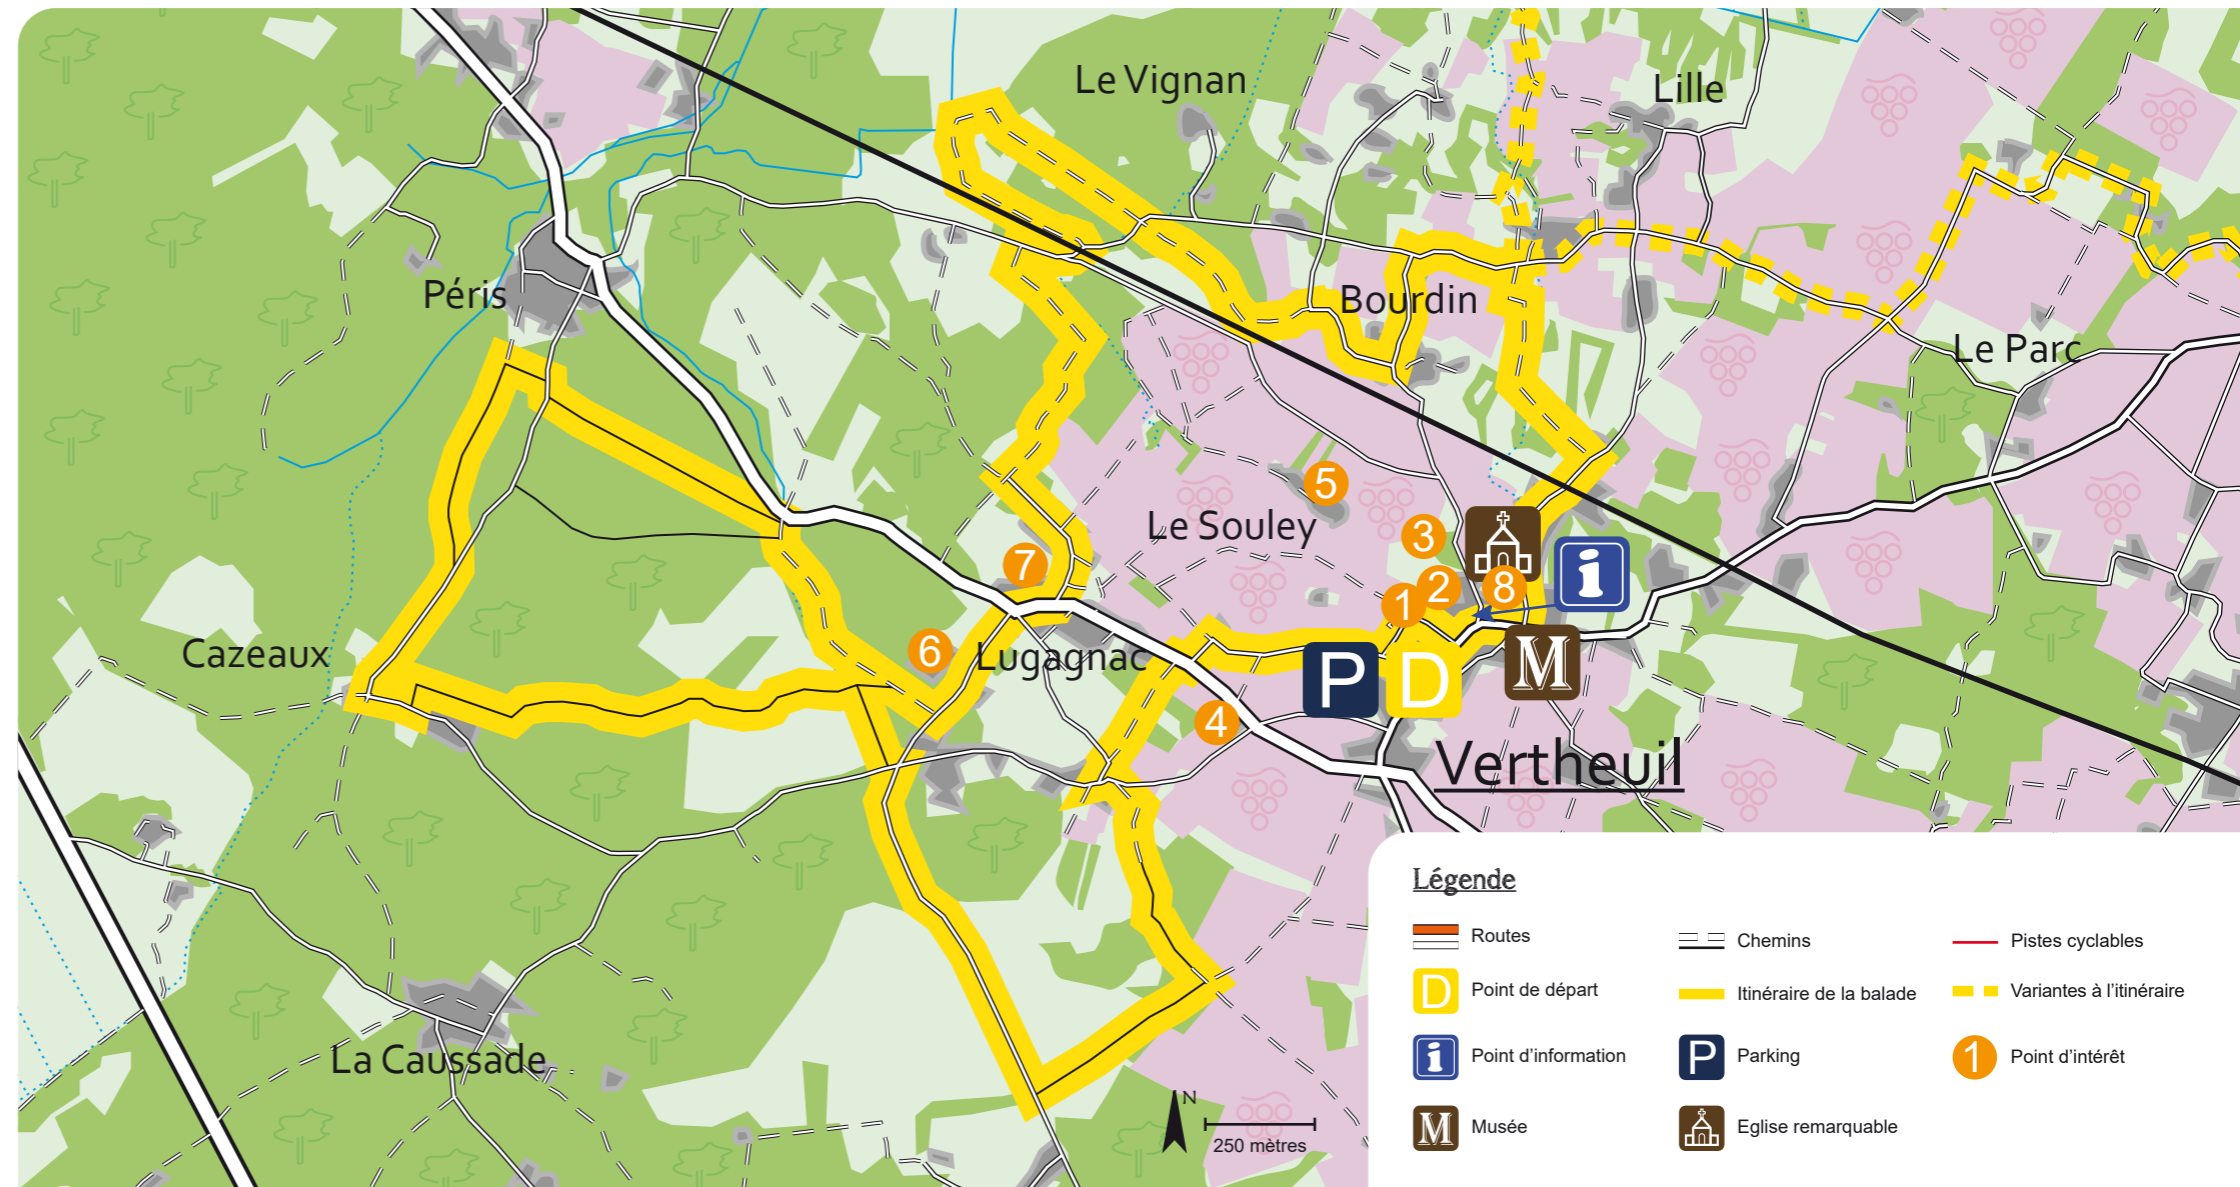 Le Vignan
Lille
Péris
Bourdin
Le Parc
5
Le Souley
3
7
i
2
1
8
6
Cazeaux
Lugagnac
P
D
M
4
Vertheuil
La Caussade
N
250 mètres
Légende
Routes
Chemins
Pistes cyclables
D Point de départ
Itinéraire de la balade
Variantes à l'itinéraire
i Point d'information
P Parking
1 Point d'intérêt
M Musée
Eglise remarquable